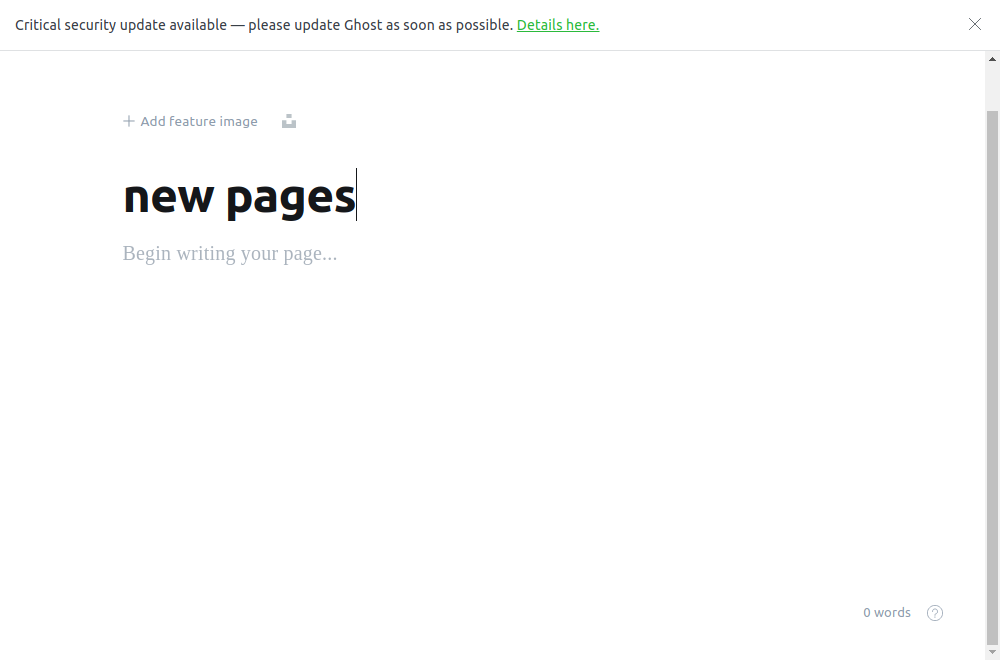 Critical security update available — please update Ghost as soon as possible. Details here.
Add feature image
new pages
Begin writing your page...
0 words